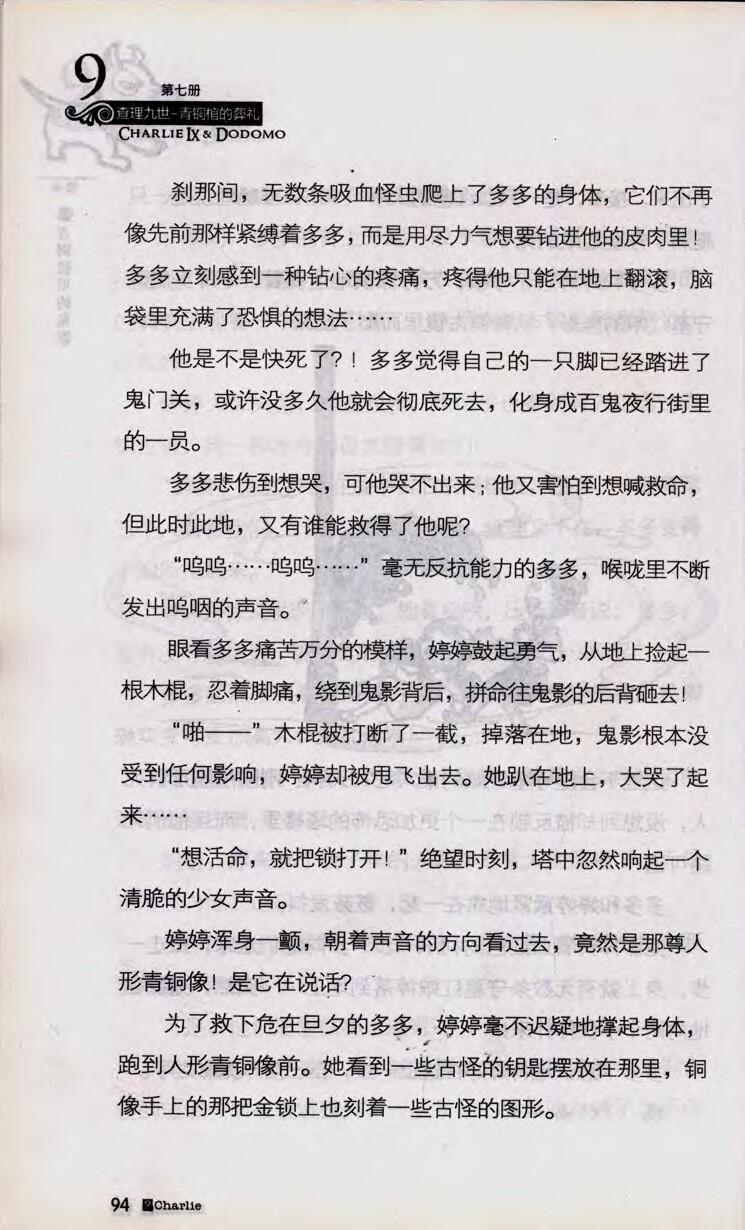 9
第七册
查理九世-青铜棺的葬礼
CHARLIE IX & DODOMO
刹那间，无数条吸血怪虫爬上了多多的身体，它们不再
像先前那样紧缚着多多，而是用尽力气想要钻进他的皮肉里！
多多立刻感到一种钻心的疼痛，疼得他只能在地上翻滚，脑
袋里充满了恐惧的想法……
他是不是快死了？！多多觉得自己的一只脚已经踏进了
鬼门关，或许没多久他就会彻底死去，化身成百鬼夜行街里
的一员。
多多悲伤到想哭，可他哭不出来；他又害怕到想喊救命，
但此时此地，又有谁能救得了他呢？
“呜呜……呜呜……”毫无反抗能力的多多，喉咙里不断
发出呜咽的声音。
眼看多多痛苦万分的模样，婷婷鼓起勇气，从地上捡起一
根木棍，忍着脚痛，绕到鬼影背后，拼命往鬼影的后背砸去！
“啪——”木棍被打断了一截，掉落在地，鬼影根本没
受到任何影响，婷婷却被甩飞出去。她趴在地上，大哭了起
来……
“想活命，就把锁打开！”绝望时刻，塔中忽然响起一个
清脆的少女声音。
婷婷浑身一颤，朝着声音的方向看过去，竟然是那尊人
形青铜像！是它在说话？
为了救下危在旦夕的多多，婷婷毫不迟疑地撑起身体，
跑到人形青铜像前。她看到一些古怪的钥匙摆放在那里，铜
像手上的那把金锁上也刻着一些古怪的图形。
94 Charlie